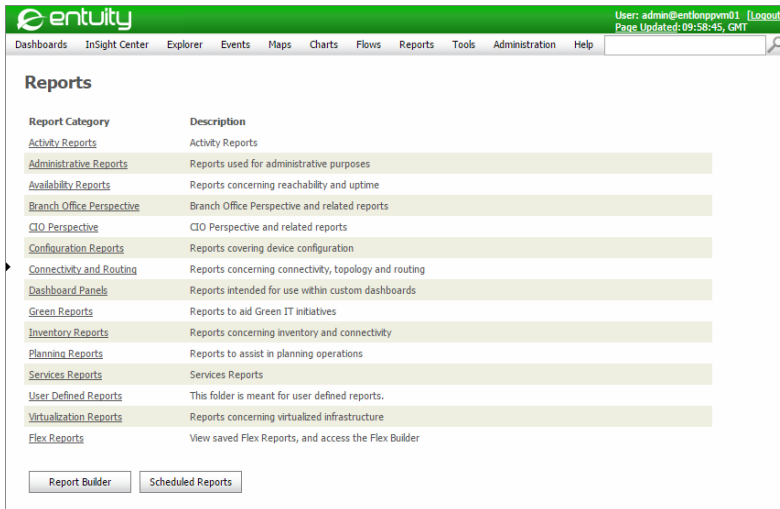 entuity
User: admin@entlonppvm01 [Logout
Page Updated: 09:58:45, GMT
Dashboards InSight Center Explorer Events Maps Charts Flows Reports Tools Administration Help
Reports
Report Category Description
Activity Reports Activity Reports
Administrative Reports Reports used for administrative purposes
Availability Reports Reports concerning reachability and uptime
Branch Office Perspective Branch Office Perspective and related reports
CIO Perspective CIO Perspective and related reports
Configuration Reports Reports covering device configuration
Connectivity and Routing Reports concerning connectivity, topology and routing
Dashboard Panels Reports intended for use within custom dashboards
Green Reports Reports to aid Green IT initiatives
Inventory Reports Reports concerning inventory and connectivity
Planning Reports Reports to assist in planning operations
Services Reports Services Reports
User Defined Reports This folder is meant for user defined reports.
Virtualization Reports Reports concerning virtualized infrastructure
Flex Reports View saved Flex Reports, and access the Flex Builder
Report Builder Scheduled Reports